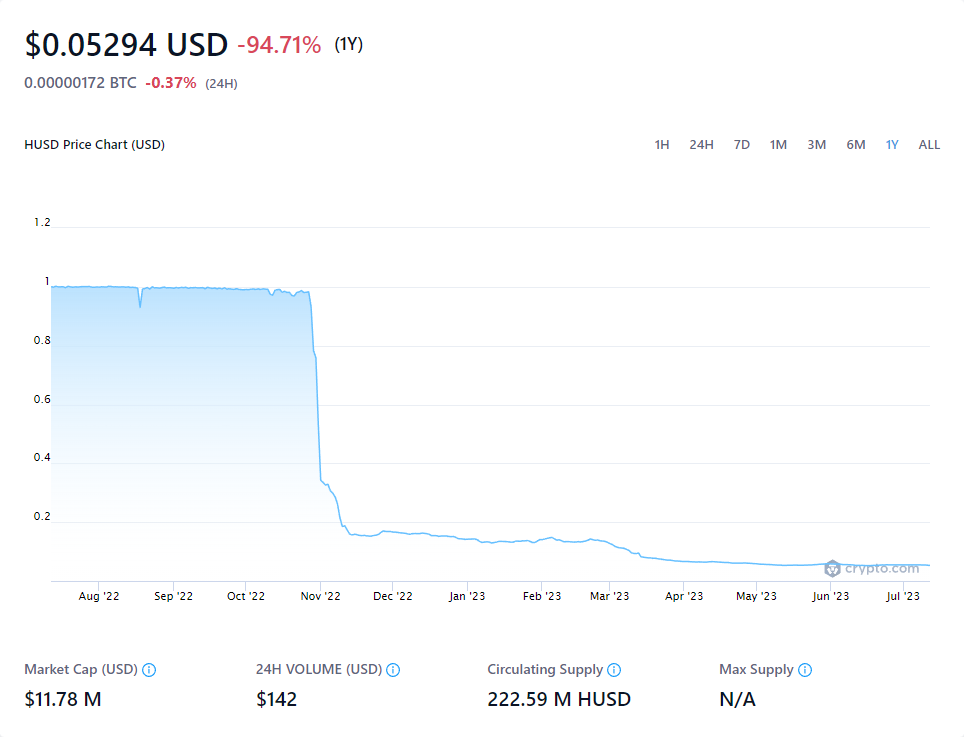 $0.05294 USD -94.71% (1Y)
0.00000172 BTC -0.37% (24H)
HUSD Price Chart (USD) 1H 24H 7D 1M 3M 6M 1Y ALL
1.2
1
0.8
0.6
0.4
0.2
crypto.com
Aug '22 Sep '22 Oct '22 Nov '22 Dec '22 Jan '23 Feb '23 Mar '23 Apr '23 May '23 Jun '23 Jul '23
Market Cap (USD) 24H VOLUME (USD) Circulating Supply Max Supply
$11.78 M $142 222.59 M HUSD N/A